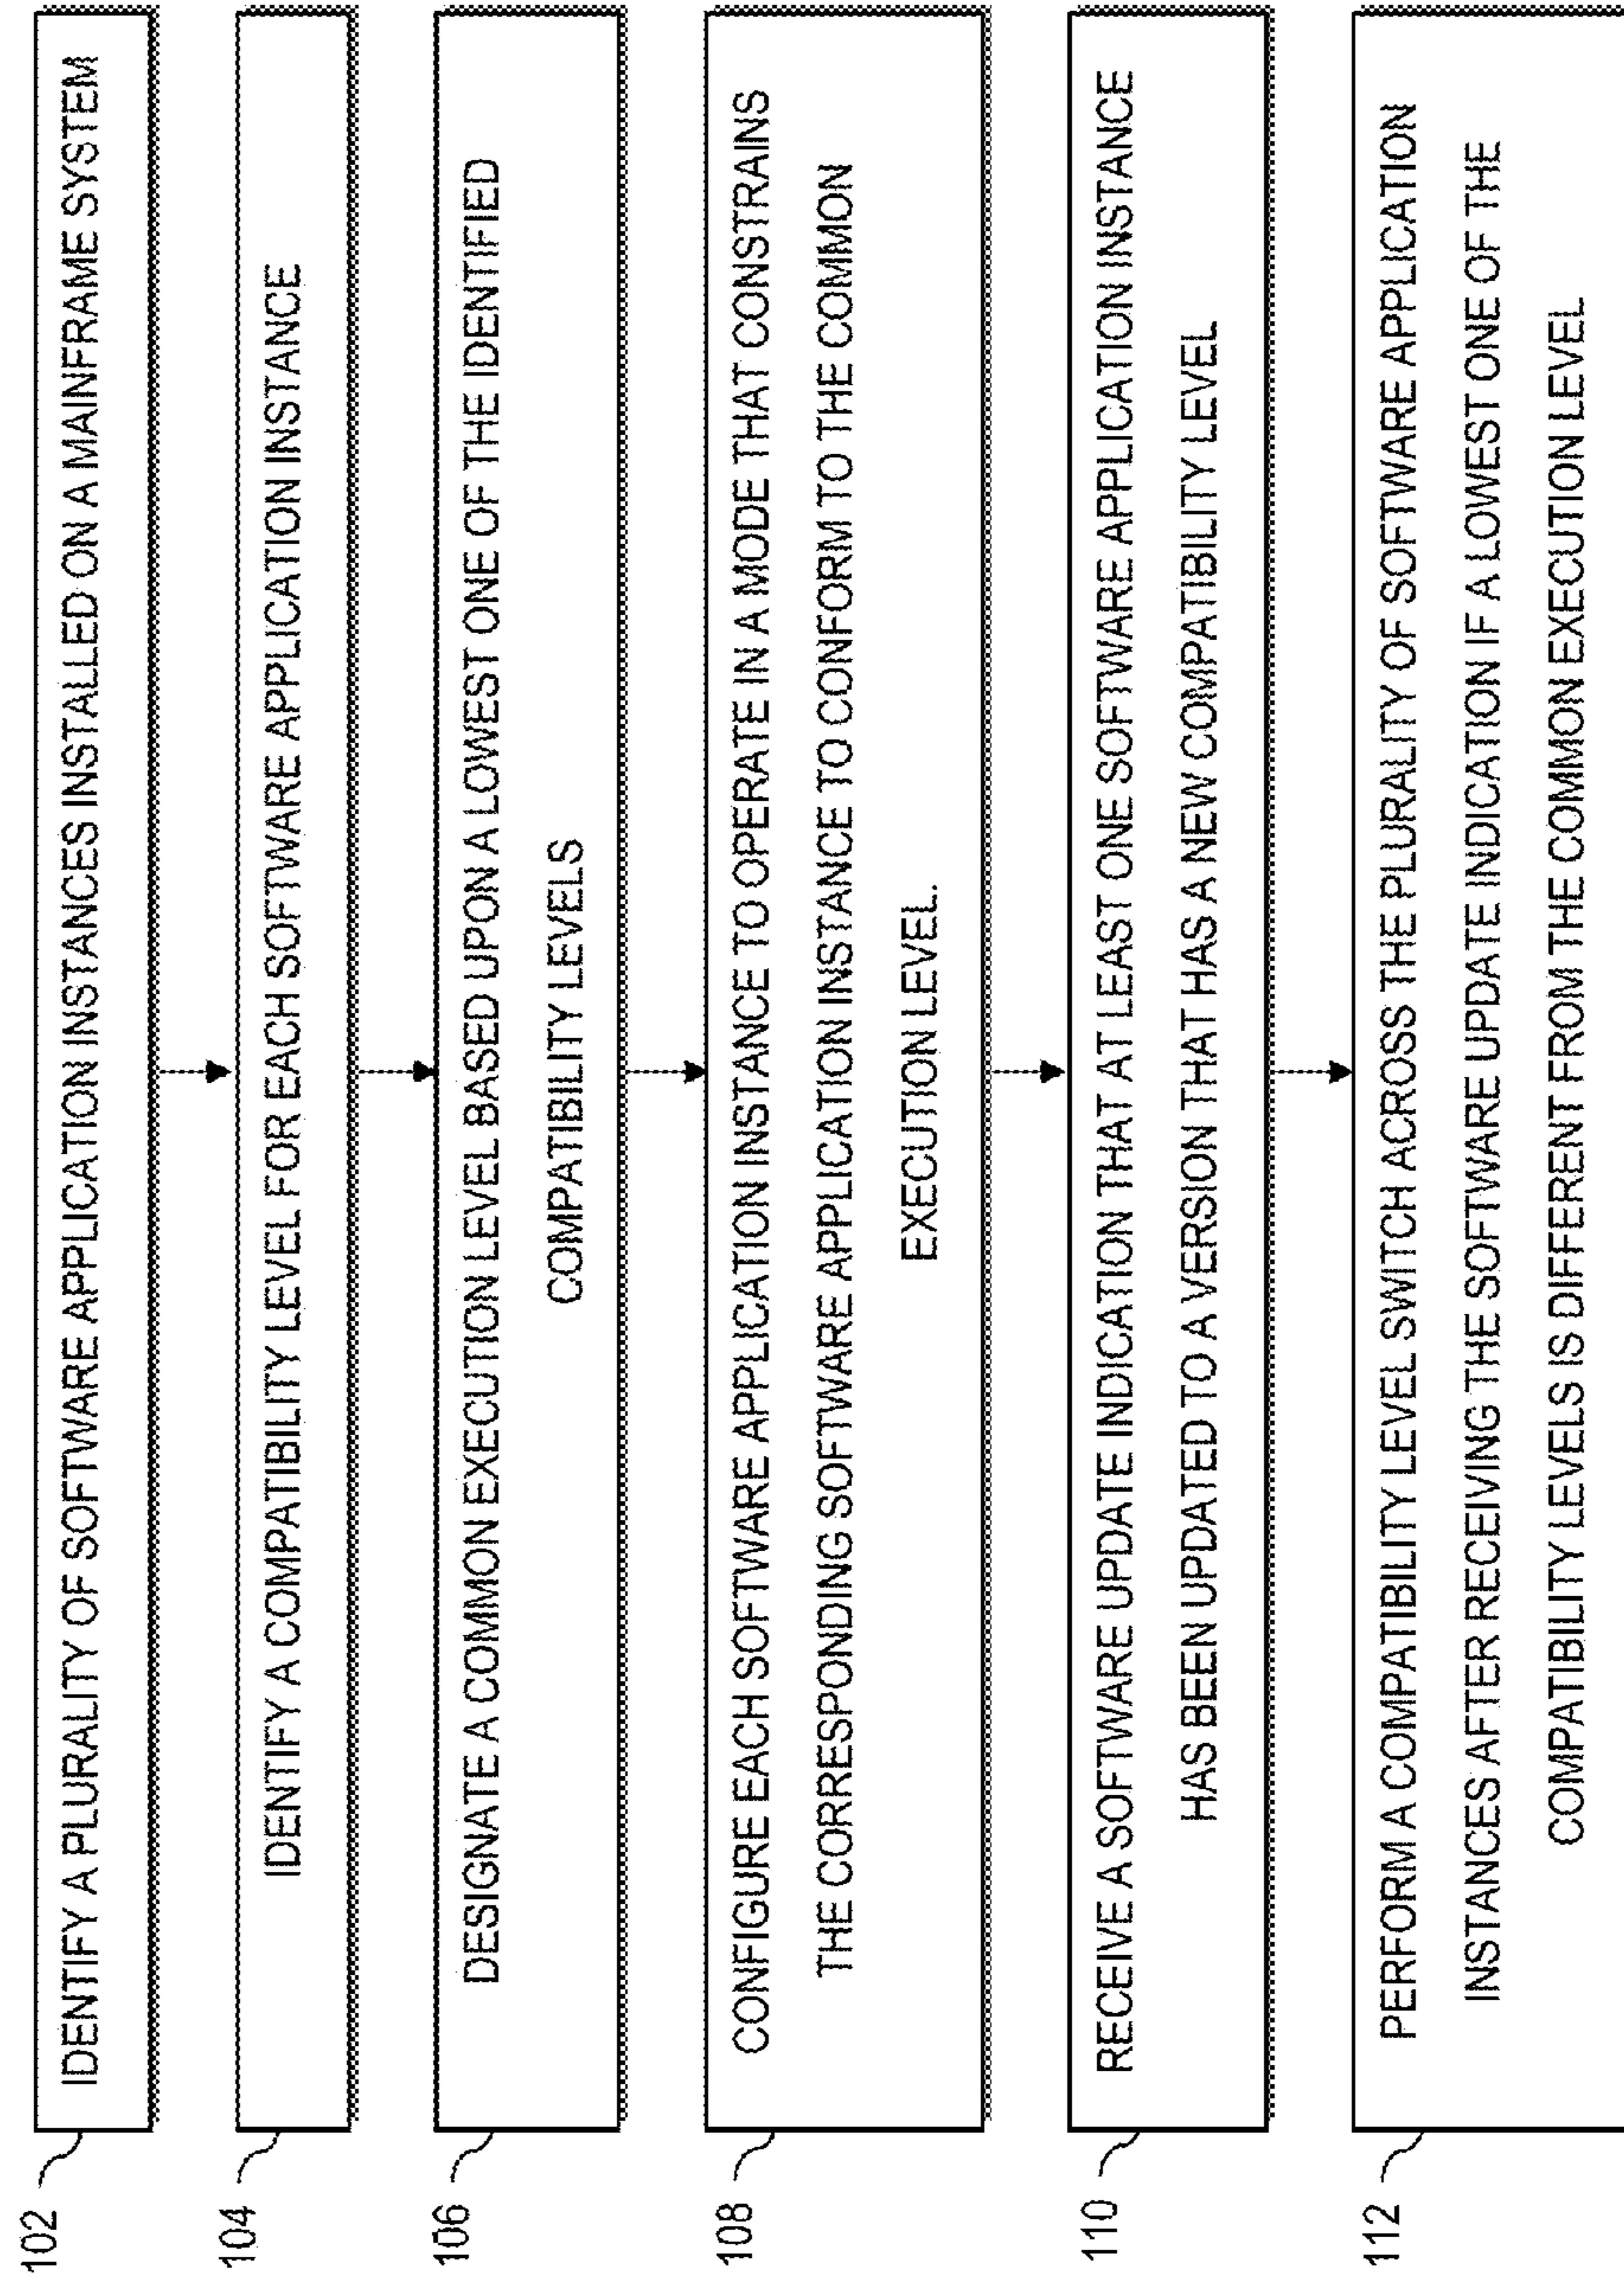 102
IDENTIFY A PLURALITY OF SOFTWARE APPLICATION INSTANCES INSTALLED ON A MAINFRAME SYSTEM
104
IDENTIFY A COMPATIBILITY LEVEL FOR EACH SOFTWARE APPLICATION INSTANCE
106
DESIGNATE A COMMON EXECUTION LEVEL BASED UPON A LOWEST ONE OF THE IDENTIFIED
COMPATIBILITY LEVELS
108
CONFIGURE EACH SOFTWARE APPLICATION INSTANCE TO OPERATE IN A MODE THAT CONSTRAINS
THE CORRESPONDING SOFTWARE APPLICATION INSTANCE TO CONFORM TO THE COMMON
EXECUTION LEVEL.
110
RECEIVE A SOFTWARE UPDATE INDICATION THAT AT LEAST ONE SOFTWARE APPLICATION INSTANCE
HAS BEEN UPDATED TO A VERSION THAT HAS A NEW COMPATIBILITY LEVEL
112
PERFORM A COMPATIBILITY LEVEL SWITCH ACROSS THE PLURALITY OF SOFTWARE APPLICATION
INSTANCES AFTER RECEIVING THE SOFTWARE UPDATE INDICATION IF A LOWEST ONE OF THE
COMPATIBILITY LEVELS IS DIFFERENT FROM THE COMMON EXECUTION LEVEL